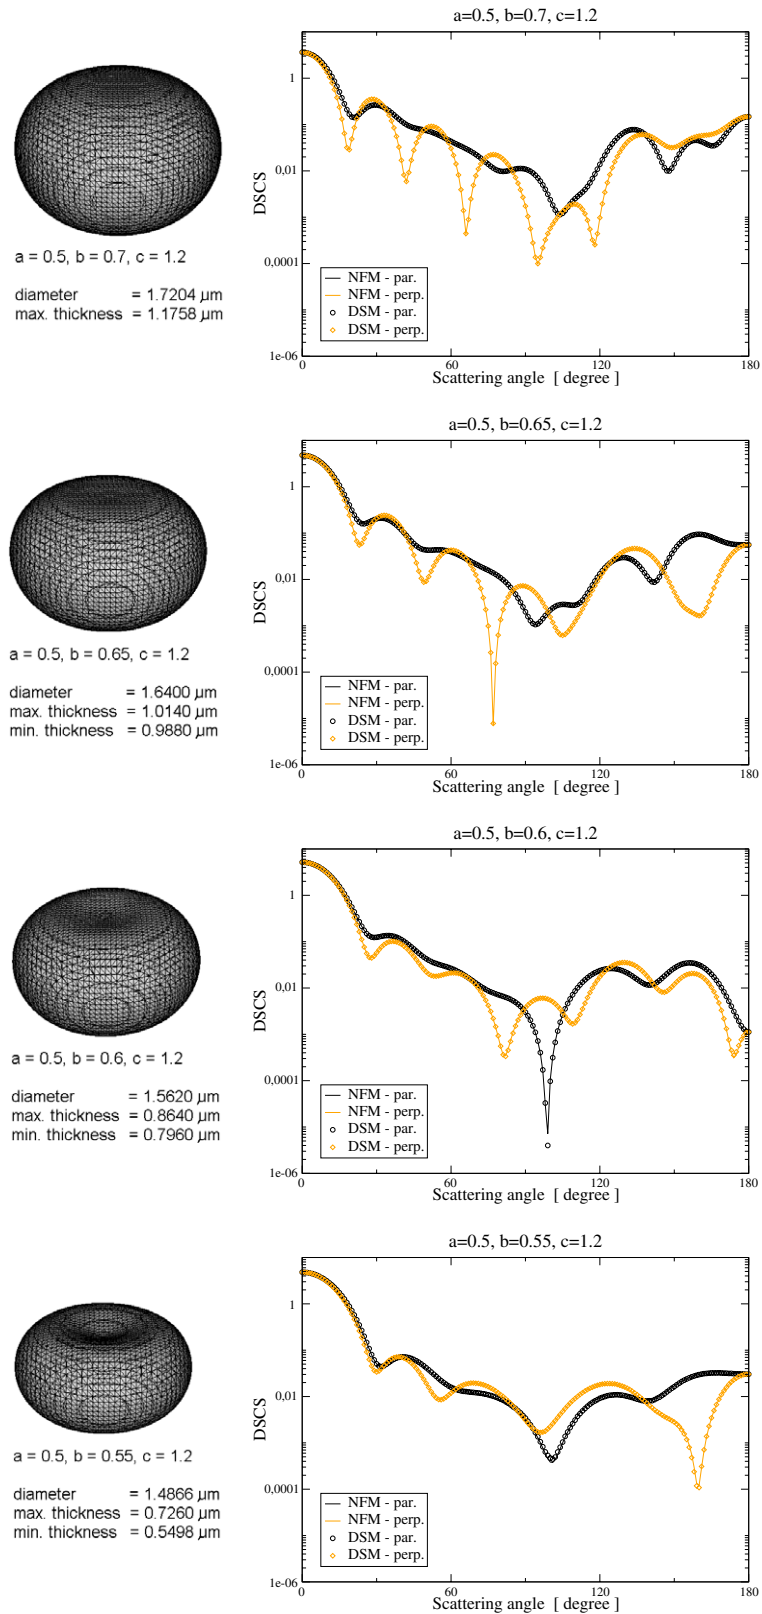 a=0.5, b=0.7, c=1.2
1
0,01
0,0001
1e-06
DSCS
NFM - par.
NFM - perp.
DSM - par.
DSM - perp.
0
60
120
180
Scattering angle [ degree ]
a = 0.5, b = 0.7, c = 1.2
diameter = 1.7204 µm
max. thickness = 1.1758 µm
a=0.5, b=0.65, c=1.2
1
0,01
0,0001
1e-06
DSCS
NFM - par.
NFM - perp.
DSM - par.
DSM - perp.
0
60
120
180
Scattering angle [ degree ]
a = 0.5, b = 0.65, c = 1.2
diameter = 1.6400 µm
max. thickness = 1.0140 µm
min. thickness = 0.9880 µm
a=0.5, b=0.6, c=1.2
1
0,01
0,0001
1e-06
DSCS
NFM - par.
NFM - perp.
DSM - par.
DSM - perp.
0
60
120
180
Scattering angle [ degree ]
a = 0.5, b = 0.6, c = 1.2
diameter = 1.5620 µm
max. thickness = 0.8640 µm
min. thickness = 0.7960 µm
a=0.5, b=0.55, c=1.2
1
0,01
0,0001
1e-06
DSCS
NFM - par.
NFM - perp.
DSM - par.
DSM - perp.
0
60
120
180
Scattering angle [ degree ]
a = 0.5, b = 0.55, c = 1.2
diameter = 1.4866 µm
max. thickness = 0.7260 µm
min. thickness = 0.5498 µm